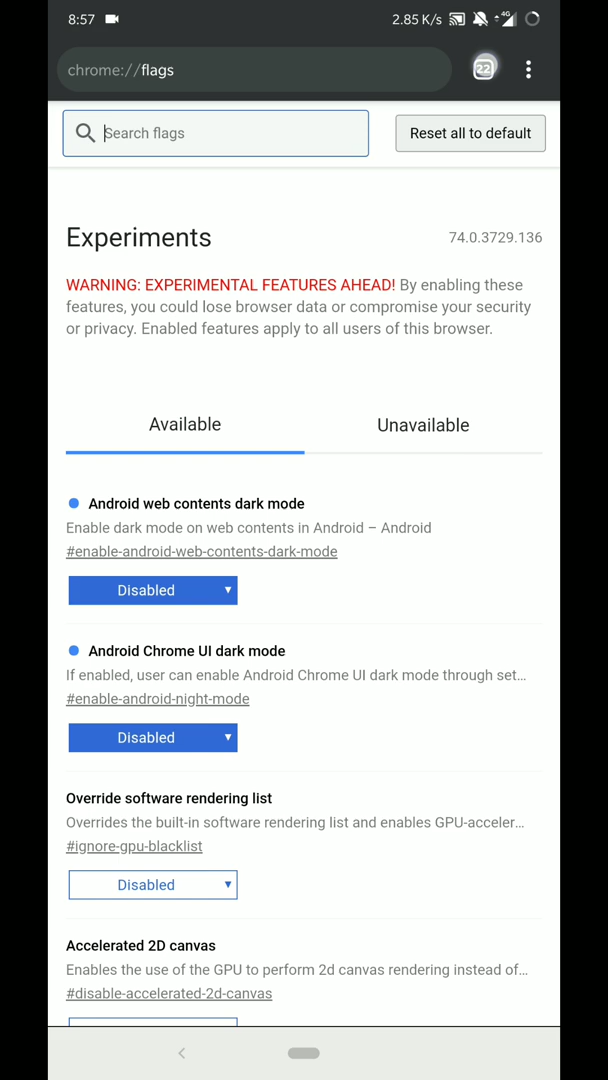 8:57 2.85 K/s 4G
chrome://flags 22
Search flags Reset all to default
Experiments 74.0.3729.136
WARNING: EXPERIMENTAL FEATURES AHEAD! By enabling these
features, you could lose browser data or compromise your security
or privacy. Enabled features apply to all users of this browser.
Available Unavailable
Android web contents dark mode
Enable dark mode on web contents in Android – Android
#enable-android-web-contents-dark-mode
Disabled
Android Chrome UI dark mode
If enabled, user can enable Android Chrome UI dark mode through set…
#enable-android-night-mode
Disabled
Override software rendering list
Overrides the built-in software rendering list and enables GPU-acceler…
#ignore-gpu-blacklist
Disabled
Accelerated 2D canvas
Enables the use of the GPU to perform 2d canvas rendering instead of…
#disable-accelerated-2d-canvas